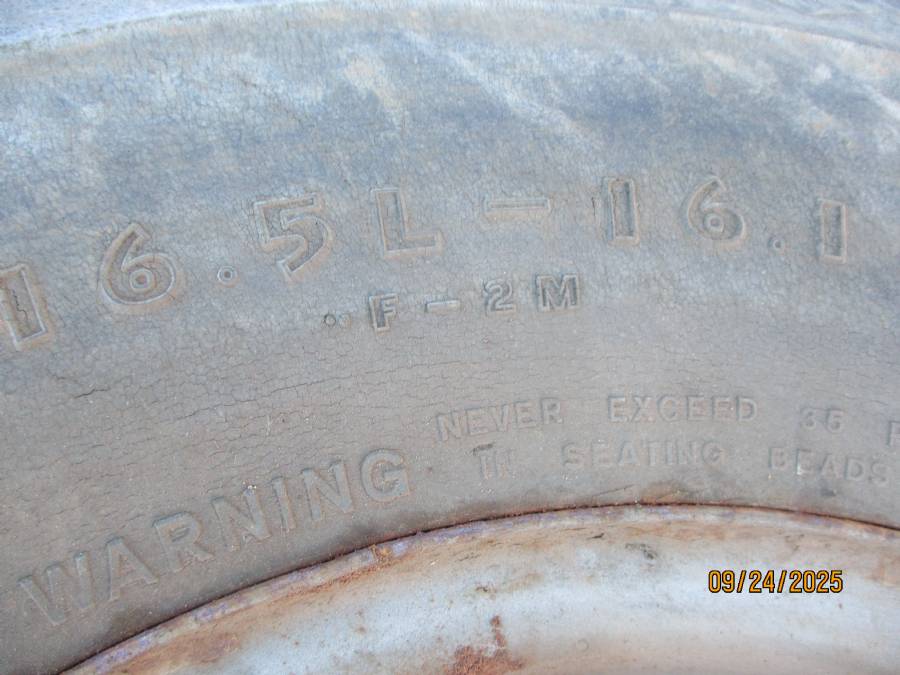 16.5L-16.1
F-2M
WARNING
NEVER EXCEED 35
IN SEATING BEADS
09/24/2025